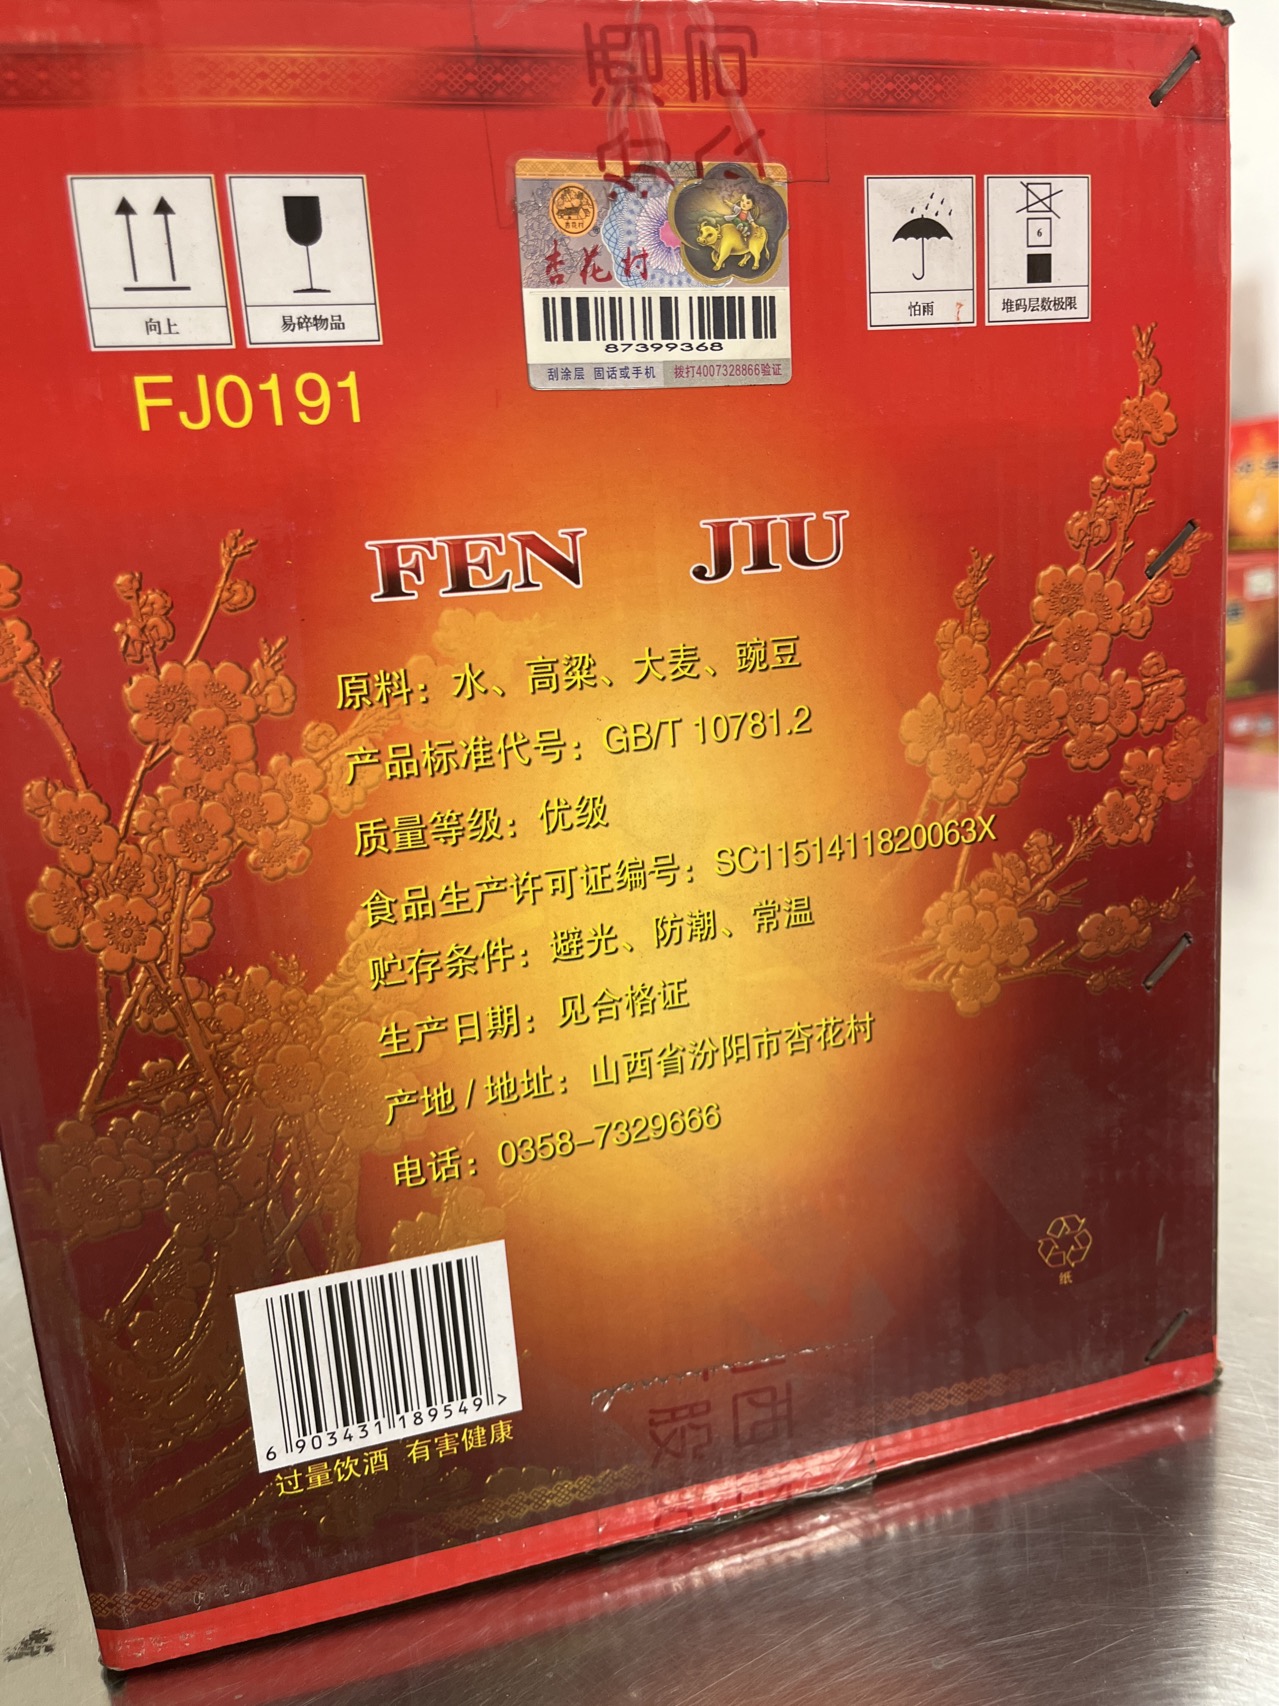 向上
易碎物品
杏花村
杏花村
87399368
刮涂层 固话或手机 拨打4007328866验证
怕雨
6
堆码层数极限
FJ0191
FEN JIU
原料：水、高粱、大麦、豌豆
产品标准代号：GB/T 10781.2
质量等级：优级
食品生产许可证编号：SC1151411820063X
贮存条件：避光、防潮、常温
生产日期：见合格证
产地/地址：山西省汾阳市杏花村
电话：0358-7329666
纸
6 903431 189549 >
过量饮酒 有害健康